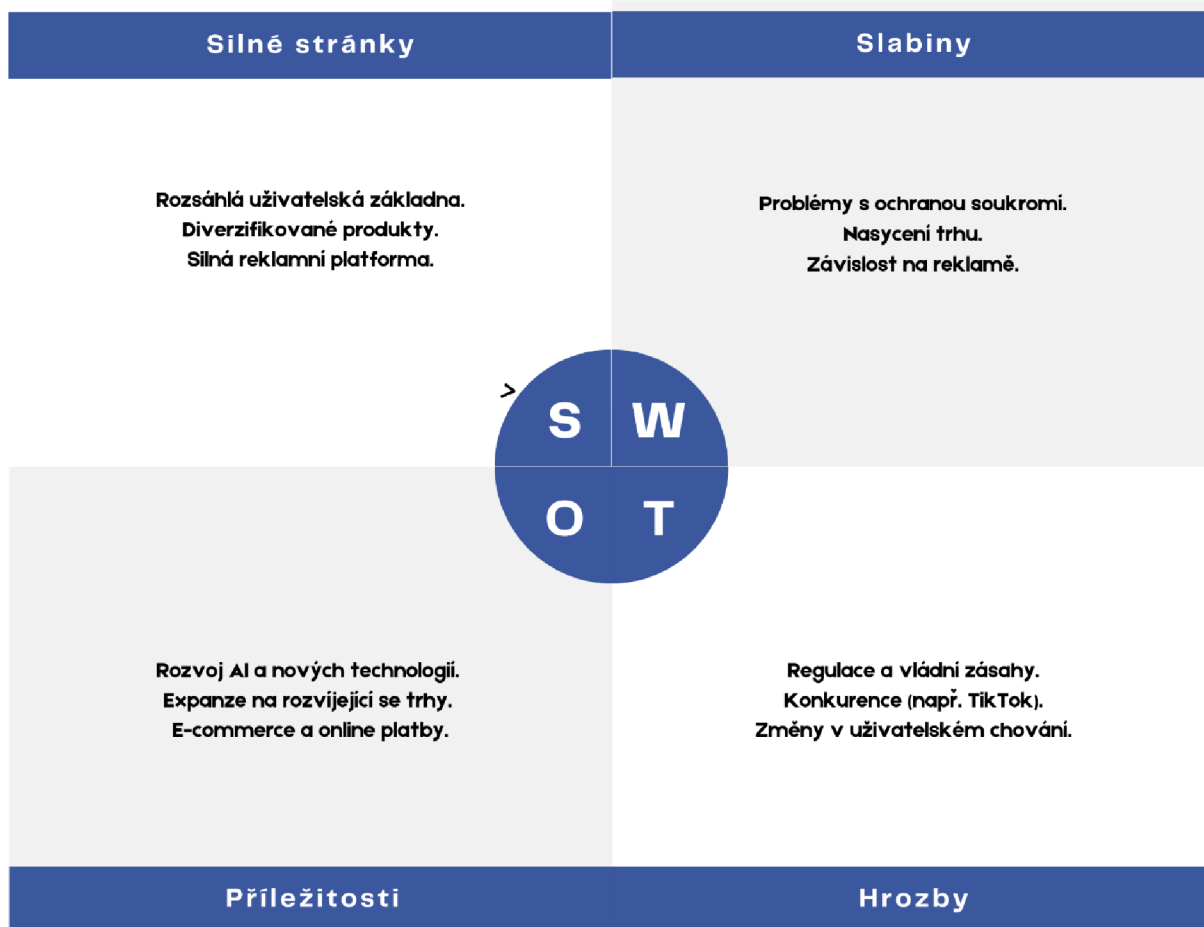 Silné stránky
Slabiny
Rozsáhlá uživatelská základna.
Diverzifikované produkty.
Silná reklamní platforma.
Problémy s ochranou soukromí.
Nasycení trhu.
Závislost na reklamě.
>
S W
O T
Rozvoj AI a nových technologií.
Expanze na rozvíjející se trhy.
E-commerce a online platby.
Regulace a vládní zásahy.
Konkurence (např. TikTok).
Změny v uživatelském chování.
Příležitosti
Hrozby